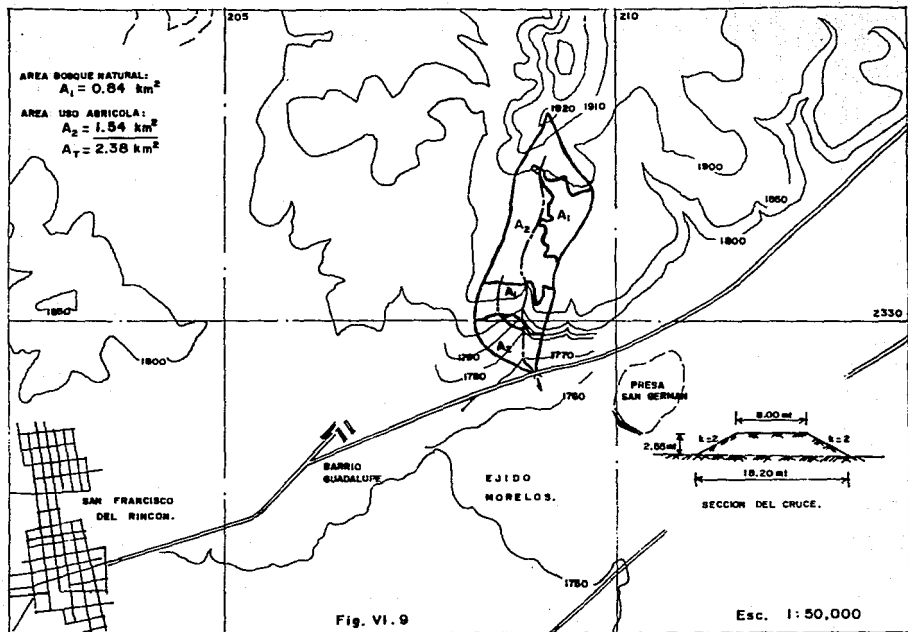 205
210
AREA BOSQUE NATURAL:
A₁ = 0.84 km²
AREA USO AGRICOLA:
A₂ = 1.54 km²
A_T = 2.38 km²
1920
1910
1900
1850
1800
A₁
A₂
A₁
A₂
2330
1850
1800
1790
1780
1770
1760
PRESA
SAN GERMAN
8.00 mt
k=2
k=2
2.55 mt
18.20 mt
SECCION DEL CRUCE.
BARRIO
GUADALUPE
EJIDO
MORELOS.
SAN FRANCISCO
DEL RINCON.
1750
Fig. VI.9
Esc. 1:50,000